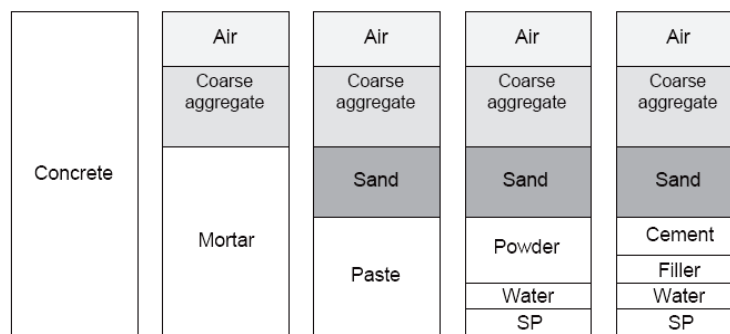 Concrete
Air
Coarse
aggregate
Mortar
Air
Coarse
aggregate
Sand
Paste
Air
Coarse
aggregate
Sand
Powder
Water
SP
Air
Coarse
aggregate
Sand
Cement
Filler
Water
SP